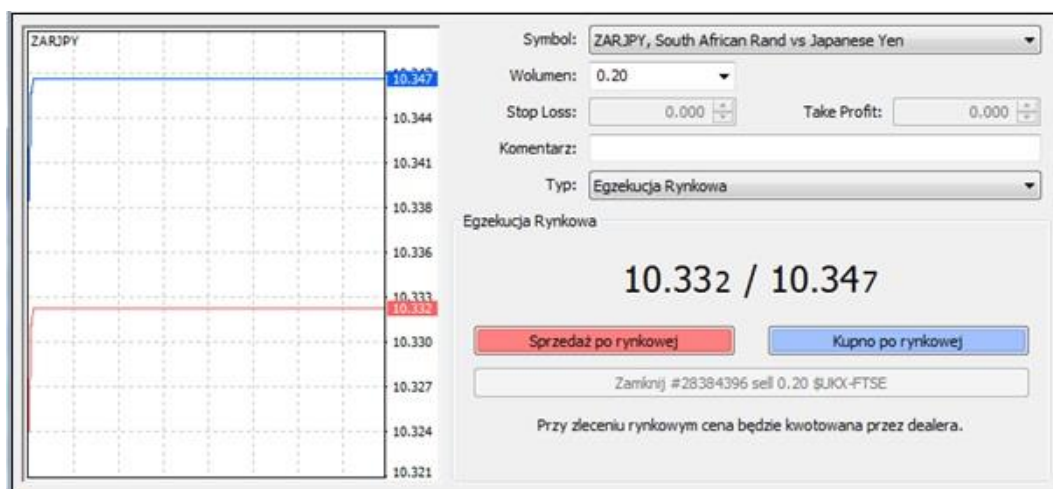 ZARJPY
10.347
10.344
10.341
10.338
10.336
10.333
10.332
10.330
10.327
10.324
10.321
Symbol: ZARJPY, South African Rand vs Japanese Yen
Wolumen: 0.20
Stop Loss: 0.000 Take Profit: 0.000
Komentarz:
Typ: Egzekucja Rynkowa
Egzekucja Rynkowa
10.332 / 10.347
Sprzedaż po rynkowej Kupno po rynkowej
Zamknij #28384396 sell 0.20 $UKX-FTSE
Przy zleceniu rynkowym cena będzie kwotowana przez dealera.